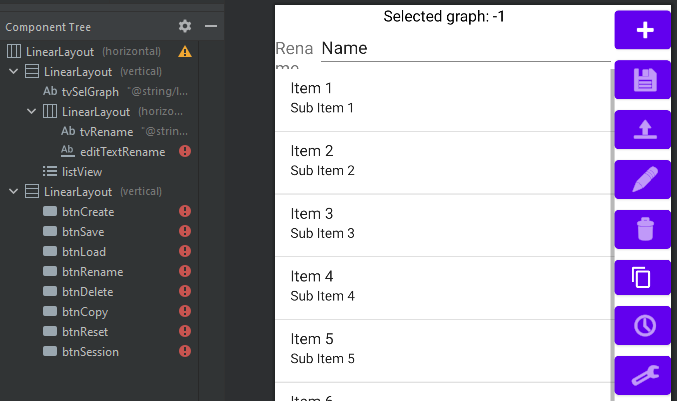 Component Tree
LinearLayout (horizontal)
LinearLayout (vertical)
Ab tvSelGraph ~@string/l...
LinearLayout (horizo...
Ab tvRename ~@strin...
Ab editTextRename
listView
LinearLayout (vertical)
btnCreate
btnSave
btnLoad
btnRename
btnDelete
btnCopy
btnReset
btnSession
Selected graph: -1
Rena
me
Name
Item 1
Sub Item 1
Item 2
Sub Item 2
Item 3
Sub Item 3
Item 4
Sub Item 4
Item 5
Sub Item 5
Item 6